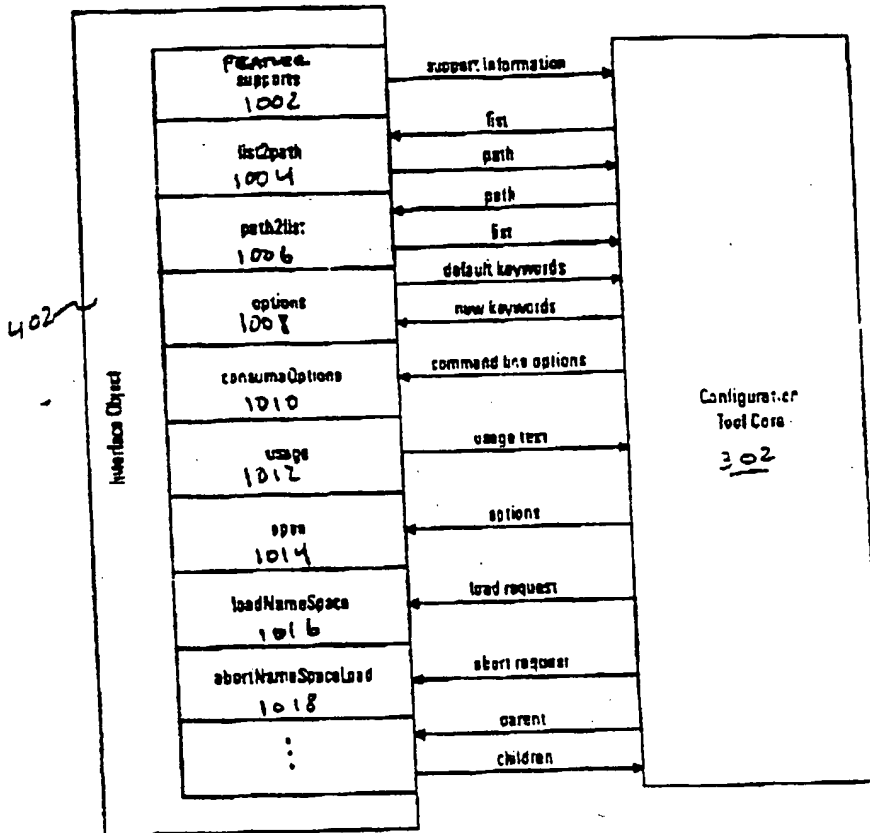 FEATURE
supports
1002
support information
list
list2path
1004
path
path
path2list
1006
list
default keywords
options
1008
new keywords
402
command line options
consumeOptions
1010
Interface Object
Configuration
Tool Core
302
usage
1012
usage text
open
1014
options
loadNameSpace
1016
load request
abortNameSpaceLoad
1018
abort request
parent
children